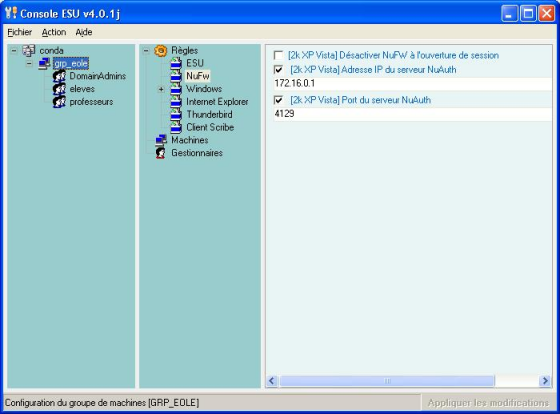 Console ESU v4.0.1j
Fichier Action Aide
conda
grp_eole
DomainAdmins
eleves
professeurs
Règles
ESU
NuFw
Windows
Internet Explorer
Thunderbird
Client Scribe
Machines
Gestionnaires
[2k XP Vista] Désactiver NuFW à l'ouverture de session
[2k XP Vista] Adresse IP du serveur NuAuth
172.16.0.1
[2k XP Vista] Port du serveur NuAuth
4129
Configuration du groupe de machines [GRP_EOLE]
Appliquer les modifications